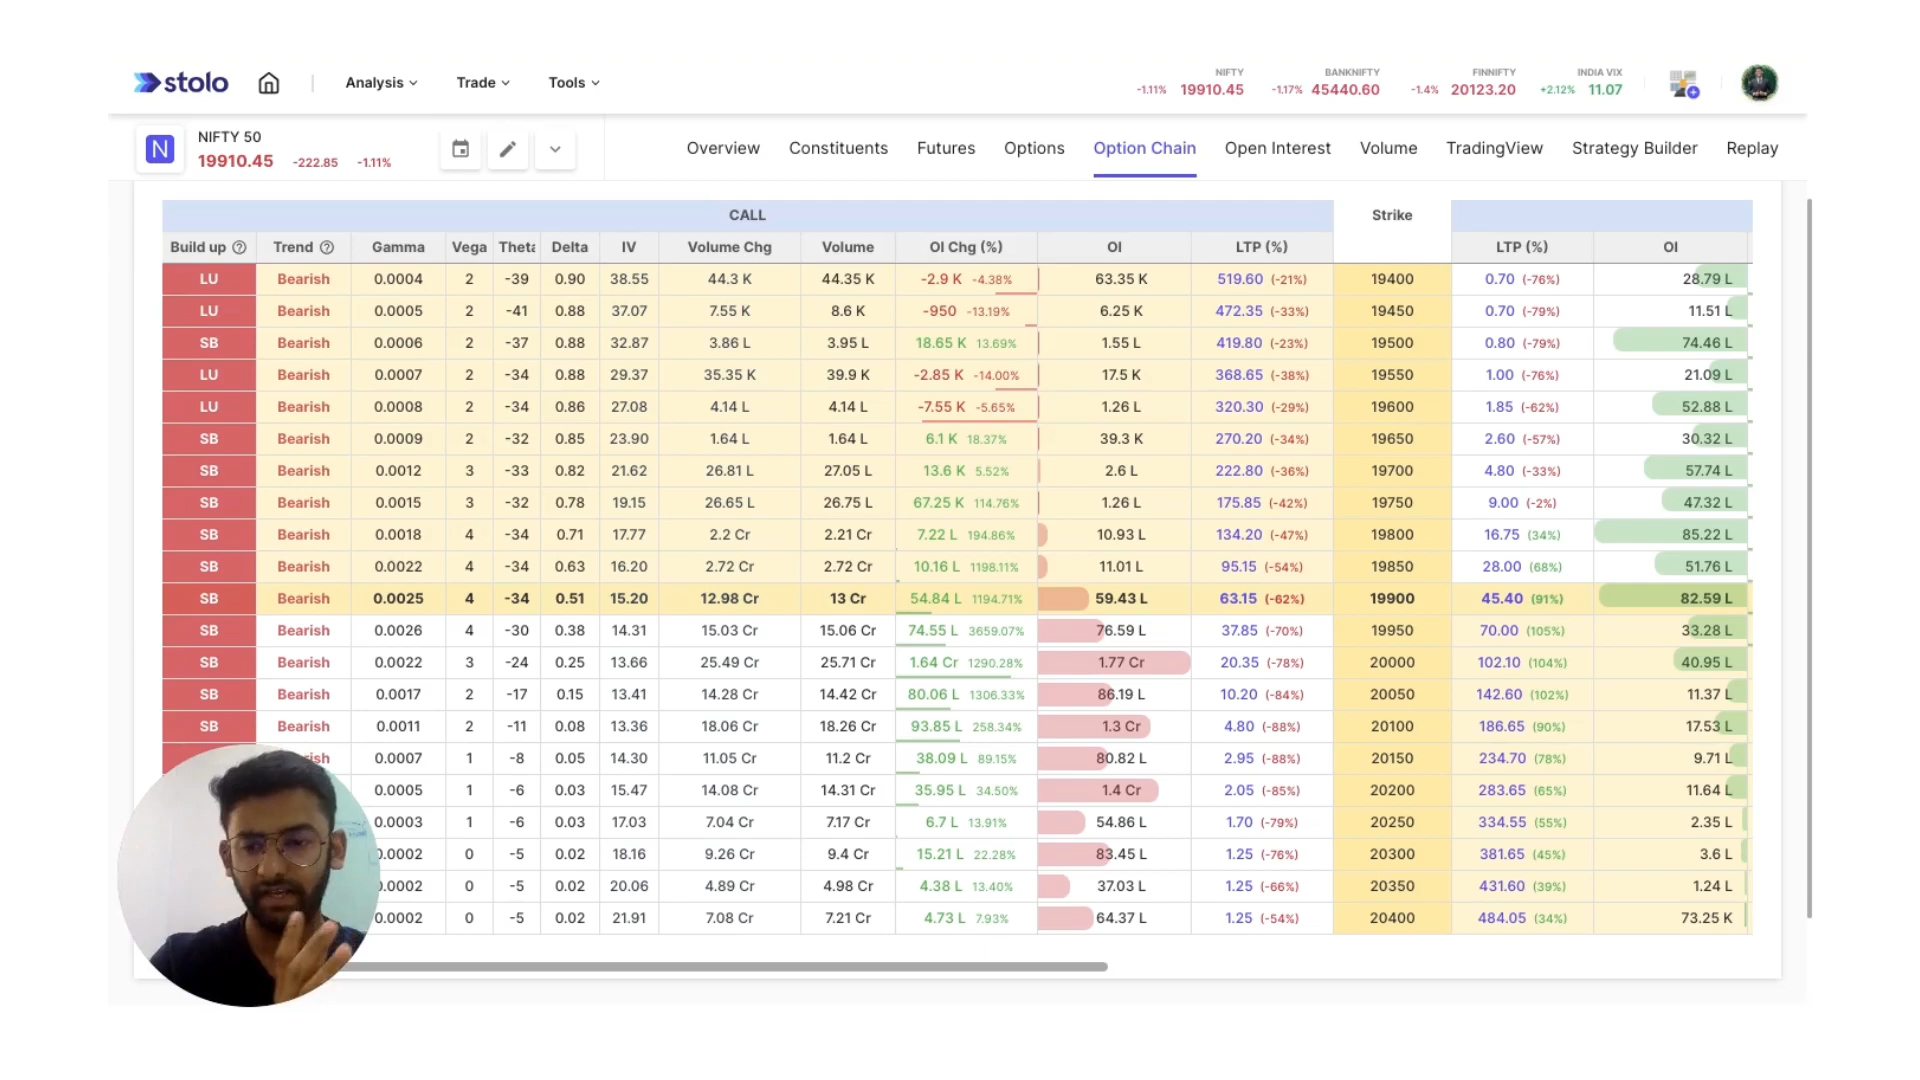 stolo
Analysis Trade Tools
NIFTY BANKNIFTY FINNIFTY INDIA VIX
-1.11% 19910.45 -1.17% 45440.60 -1.4% 20123.20 +2.12% 11.07
N
NIFTY 50
19910.45 -222.85 -1.11%
Overview Constituents Futures Options Option Chain Open Interest Volume TradingView Strategy Builder Replay
CALL Strike
Build up Trend Gamma Vega Theta Delta IV Volume Chg Volume OI Chg (%) OI LTP (%) LTP (%) OI
LU Bearish 0.0004 2 -39 0.90 38.55 44.3 K 44.35 K -2.9 K -4.38% 63.35 K 519.60 (-21%) 19400 0.70 (-76%) 28.79 L
LU Bearish 0.0005 2 -41 0.88 37.07 7.55 K 8.6 K -950 -13.19% 6.25 K 472.35 (-33%) 19450 0.70 (-79%) 11.51 L
SB Bearish 0.0006 2 -37 0.88 32.87 3.86 L 3.95 L 18.65 K 13.69% 1.55 L 419.80 (-23%) 19500 0.80 (-79%) 74.46 L
LU Bearish 0.0007 2 -34 0.88 29.37 35.35 K 39.9 K -2.85 K -14.00% 17.5 K 368.65 (-38%) 19550 1.00 (-76%) 21.09 L
LU Bearish 0.0008 2 -34 0.86 27.08 4.14 L 4.14 L -7.55 K -5.65% 1.26 L 320.30 (-29%) 19600 1.85 (-62%) 52.88 L
SB Bearish 0.0009 2 -32 0.85 23.90 1.64 L 1.64 L 6.1 K 18.37% 39.3 K 270.20 (-34%) 19650 2.60 (-57%) 30.32 L
SB Bearish 0.0012 3 -33 0.82 21.62 26.81 L 27.05 L 13.6 K 5.52% 2.6 L 222.80 (-36%) 19700 4.80 (-33%) 57.74 L
SB Bearish 0.0015 3 -32 0.78 19.15 26.65 L 26.75 L 67.25 K 114.76% 1.26 L 175.85 (-42%) 19750 9.00 (-2%) 47.32 L
SB Bearish 0.0018 4 -34 0.71 17.77 2.2 Cr 2.21 Cr 7.22 L 194.86% 10.93 L 134.20 (-47%) 19800 16.75 (34%) 85.22 L
SB Bearish 0.0022 4 -34 0.63 16.20 2.72 Cr 2.72 Cr 10.16 L 1198.11% 11.01 L 95.15 (-54%) 19850 28.00 (68%) 51.76 L
SB Bearish 0.0025 4 -34 0.51 15.20 12.98 Cr 13 Cr 54.84 L 1194.71% 59.43 L 63.15 (-62%) 19900 45.40 (91%) 82.59 L
SB Bearish 0.0026 4 -30 0.38 14.31 15.03 Cr 15.06 Cr 74.55 L 3659.07% 76.59 L 37.85 (-70%) 19950 70.00 (105%) 33.28 L
SB Bearish 0.0022 3 -24 0.25 13.66 25.49 Cr 25.71 Cr 1.64 Cr 1290.28% 1.77 Cr 20.35 (-78%) 20000 102.10 (104%) 40.95 L
SB Bearish 0.0017 2 -17 0.15 13.41 14.28 Cr 14.42 Cr 80.06 L 1306.33% 86.19 L 10.20 (-84%) 20050 142.60 (102%) 11.37 L
SB Bearish 0.0011 2 -11 0.08 13.36 18.06 Cr 18.26 Cr 93.85 L 258.34% 1.3 Cr 4.80 (-88%) 20100 186.65 (90%) 17.53 L
ish 0.0007 1 -8 0.05 14.30 11.05 Cr 11.2 Cr 38.09 L 89.15% 80.82 L 2.95 (-88%) 20150 234.70 (78%) 9.71 L
0.0005 1 -6 0.03 15.47 14.08 Cr 14.31 Cr 35.95 L 34.50% 1.4 Cr 2.05 (-85%) 20200 283.65 (65%) 11.64 L
0.0003 1 -6 0.03 17.03 7.04 Cr 7.17 Cr 6.7 L 13.91% 54.86 L 1.70 (-79%) 20250 334.55 (55%) 2.35 L
0.0002 0 -5 0.02 18.16 9.26 Cr 9.4 Cr 15.21 L 22.28% 83.45 L 1.25 (-76%) 20300 381.65 (45%) 3.6 L
0.0002 0 -5 0.02 20.06 4.89 Cr 4.98 Cr 4.38 L 13.40% 37.03 L 1.25 (-66%) 20350 431.60 (39%) 1.24 L
0.0002 0 -5 0.02 21.91 7.08 Cr 7.21 Cr 4.73 L 7.93% 64.37 L 1.25 (-54%) 20400 484.05 (34%) 73.25 K